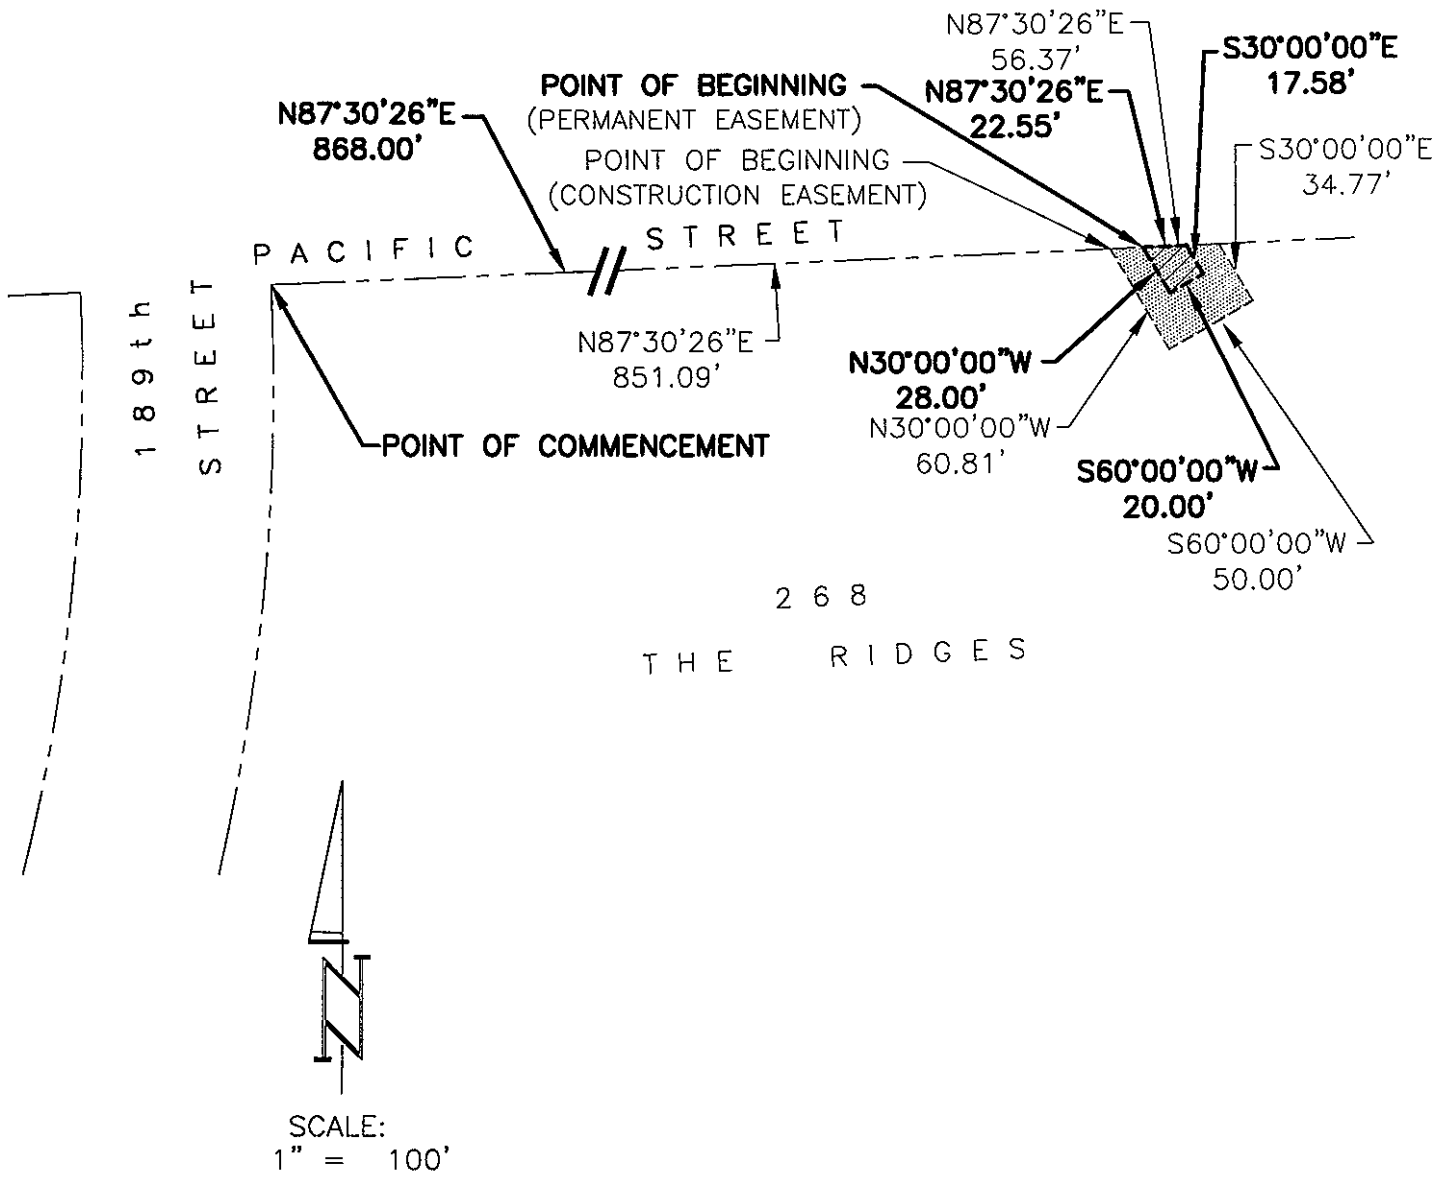 N87°30'26"E
56.37'
S30°00'00"E
17.58'
POINT OF BEGINNING
(PERMANENT EASEMENT)
N87°30'26"E
22.55'
N87°30'26"E
868.00'
POINT OF BEGINNING
(CONSTRUCTION EASEMENT)
S30°00'00"E
34.77'
PACIFIC STREET
189th
STREET
N87°30'26"E
851.09'
N30°00'00"W
28.00'
N30°00'00"W
60.81'
POINT OF COMMENCEMENT
S60°00'00"W
20.00'
S60°00'00"W
50.00'
268
THE RIDGES
N
SCALE:
1" = 100'